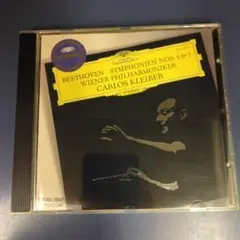 BEETHOVEN · SYMPHONIEN NOS. 5 & 7
WIENER PHILHARMONIKER
CARLOS KLEIBER